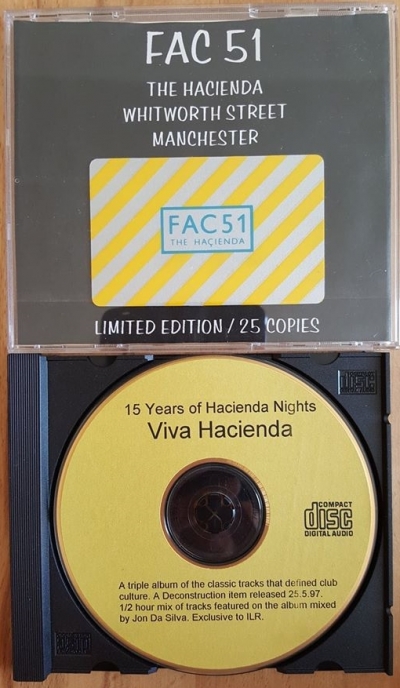 FAC 51
THE HACIENDA
WHITWORTH STREET
MANCHESTER
FAC51
THE HAÇIENDA
LIMITED EDITION / 25 COPIES
15 Years of Hacienda Nights
Viva Hacienda
COMPACT
disc
DIGITAL AUDIO
A triple album of the classic tracks that defined club
culture. A Deconstruction item released 25.5.97.
1/2 hour mix of tracks featured on the album mixed
by Jon Da Silva. Exclusive to ILR.